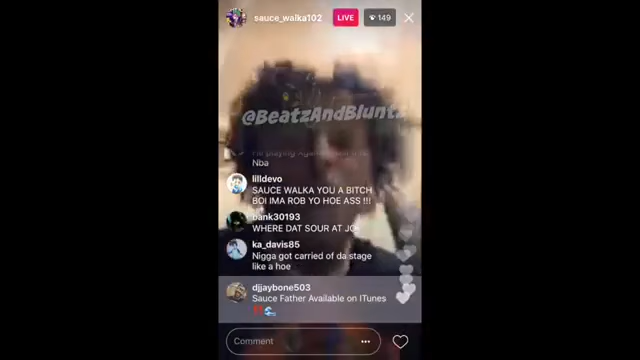 sauce_walka102
LIVE
149
@BeatzAndBluntz
Nba
lilldevo
SAUCE WALKA YOU A BITCH
BOI IMA ROB YO HOE ASS !!!
bank30193
WHERE DAT SOUR AT JO
ka_davis85
Nigga got carried of da stage
like a hoe
djjaybone503
Sauce Father Available on ITunes
Comment